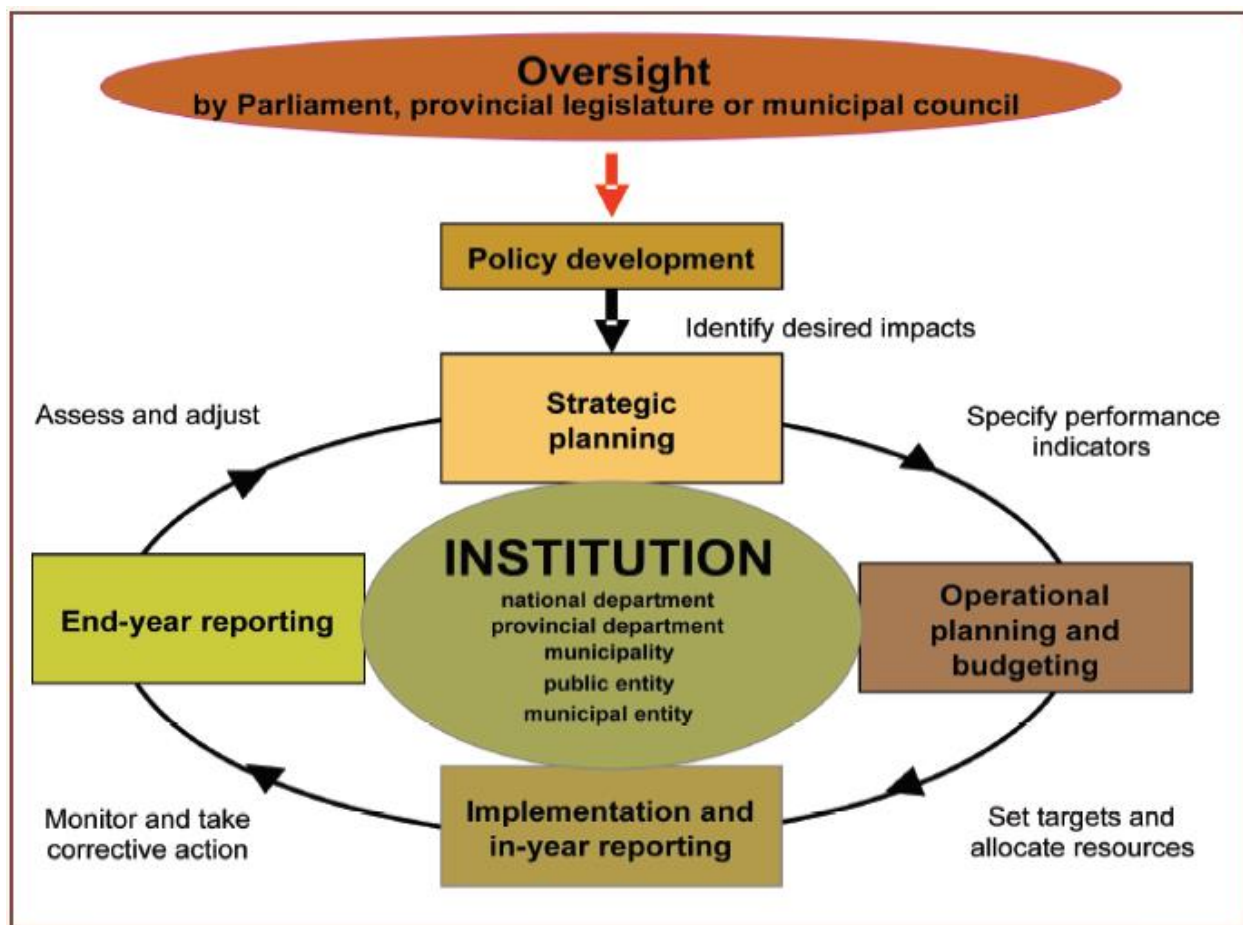 Oversight
by Parliament, provincial legislature or municipal council
Policy development
Identify desired impacts
Strategic
planning
Assess and adjust
Specify performance
indicators
INSTITUTION
national department
provincial department
municipality
public entity
municipal entity
End-year reporting
Operational
planning and
budgeting
Implementation and
in-year reporting
Monitor and take
corrective action
Set targets and
allocate resources